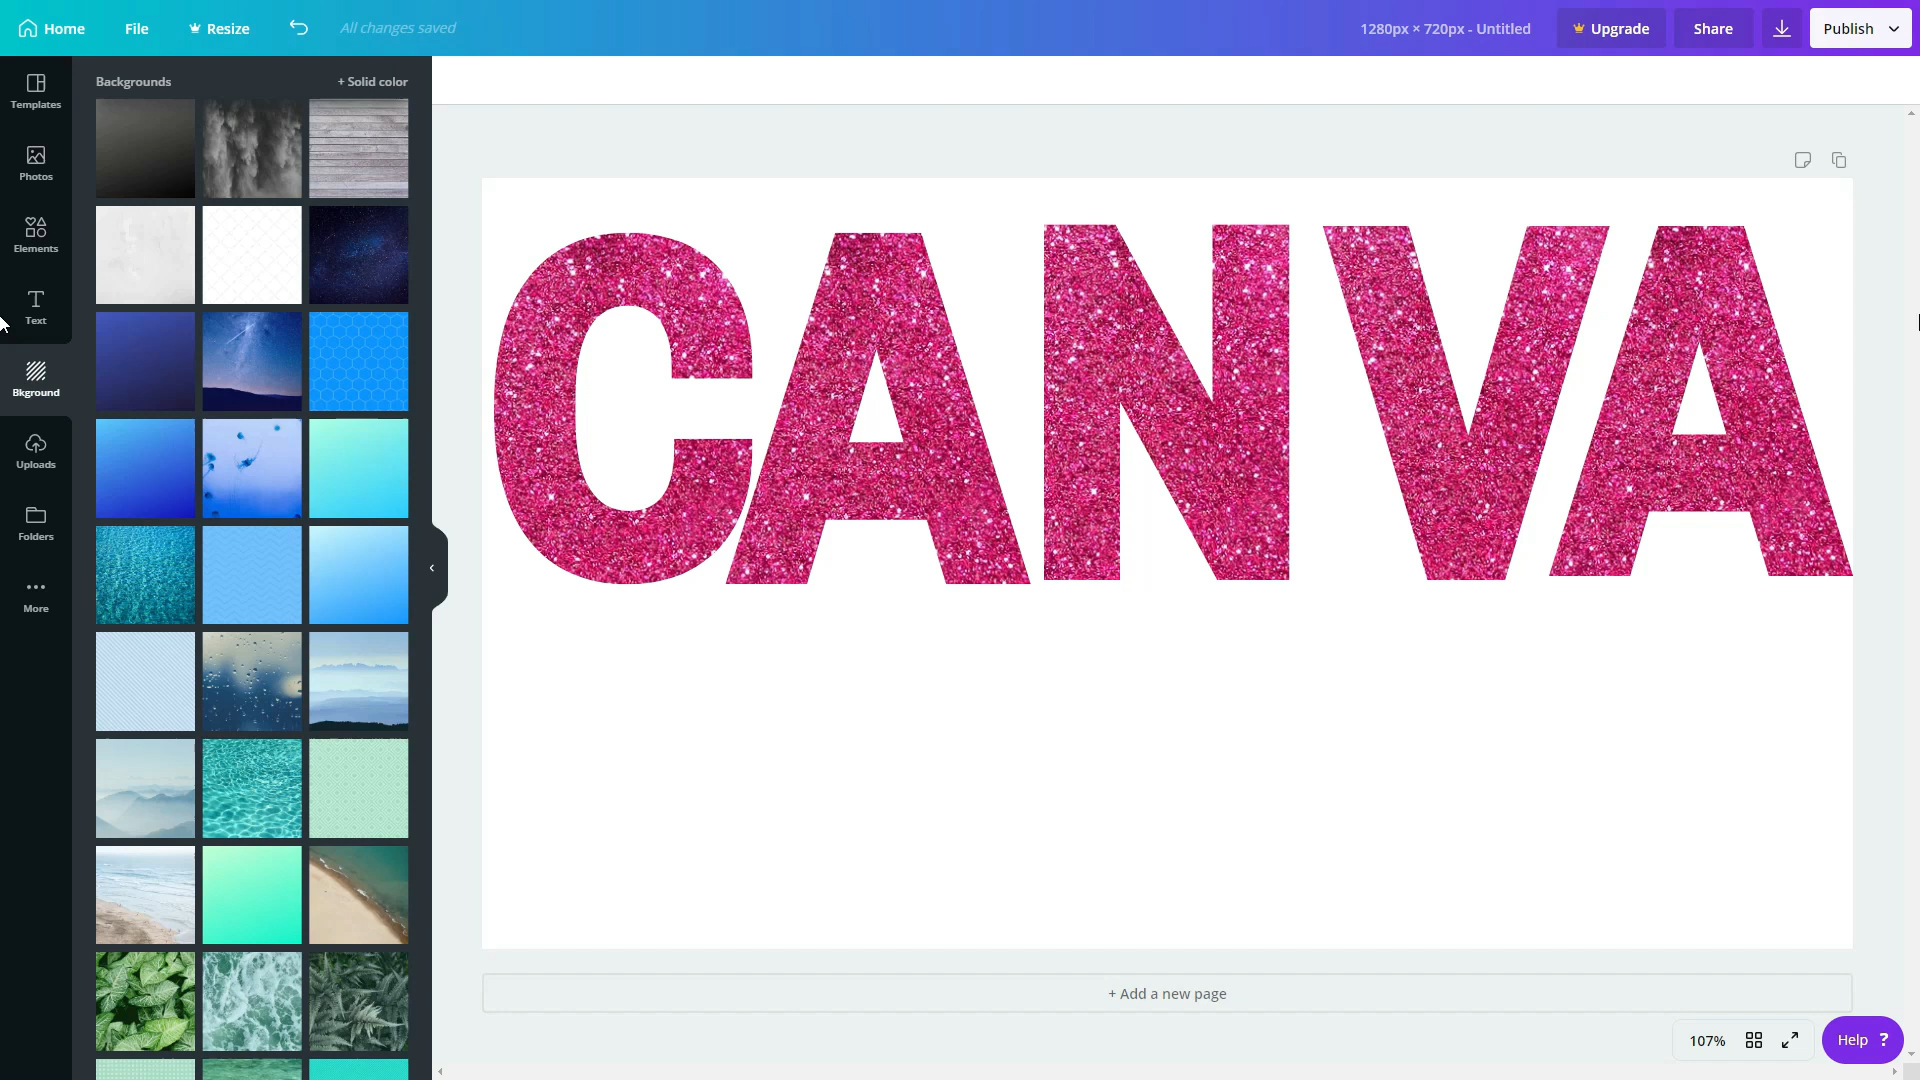 Home File Resize All changes saved 1280px × 720px - Untitled Upgrade Share Publish
Templates
Photos
Elements
Text
Bkground
Uploads
Folders
More
Backgrounds + Solid color
CANVA
+ Add a new page
107% Help ?